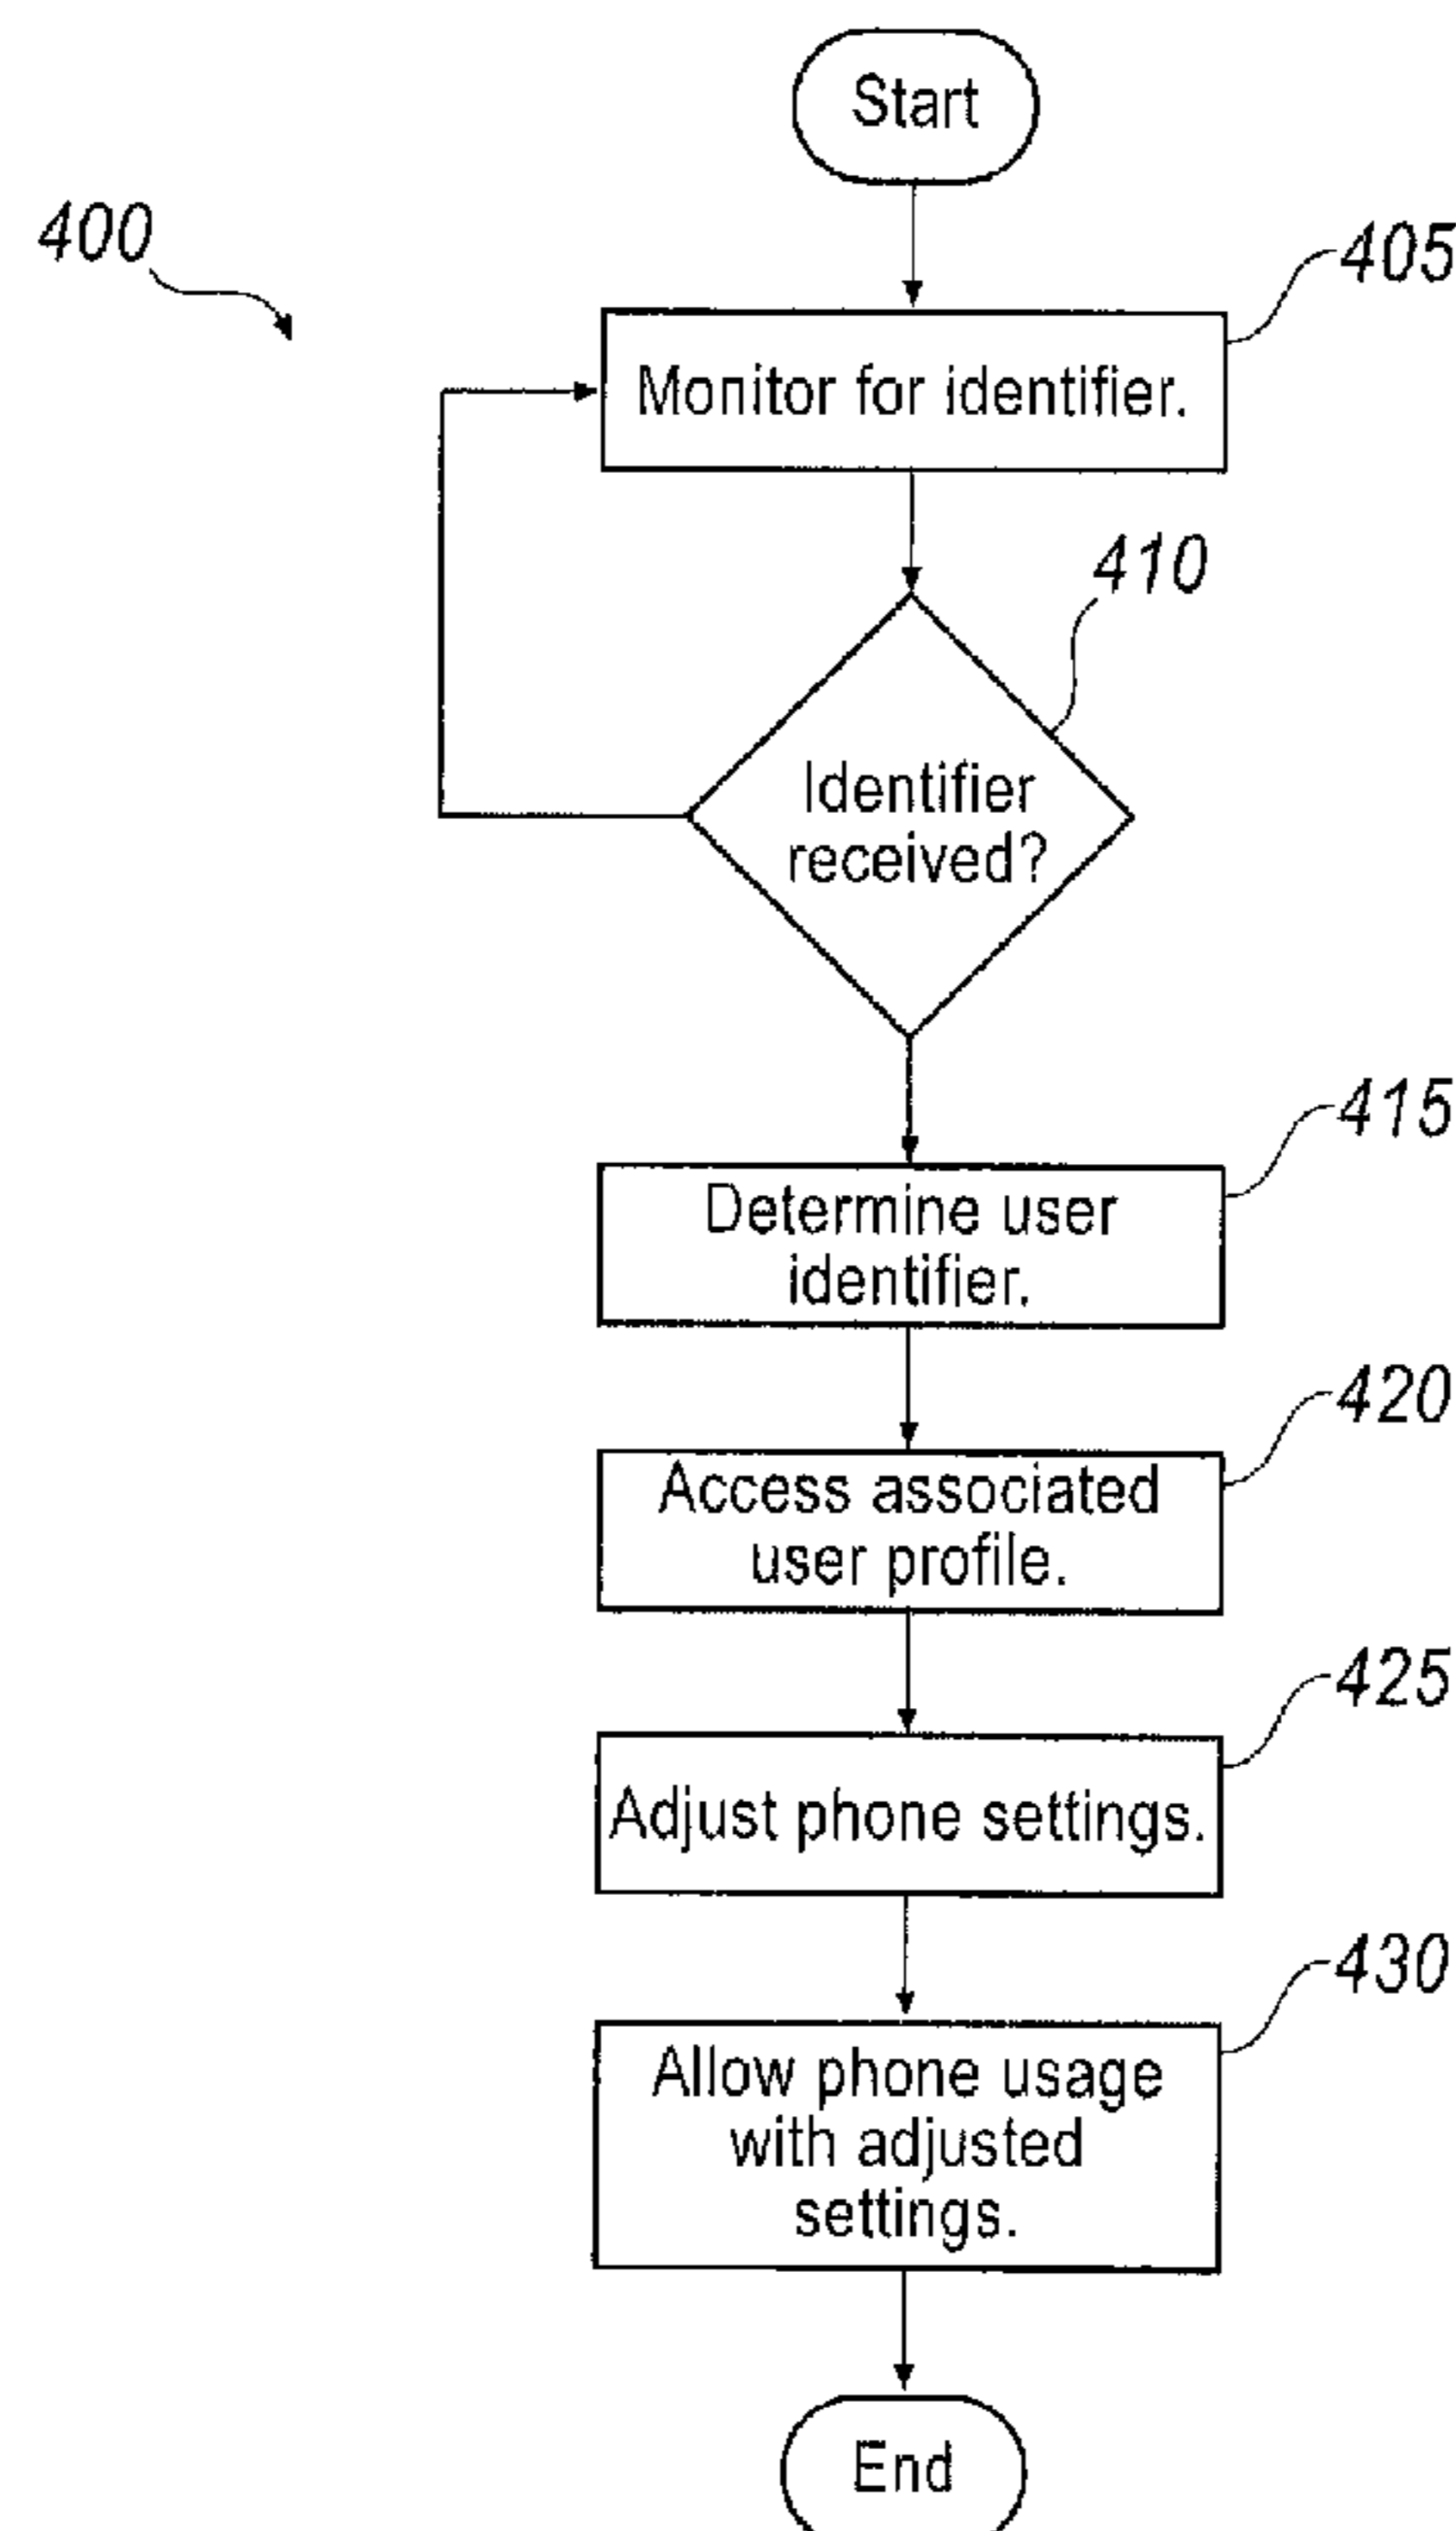 Start
400
405
Monitor for identifier.
410
Identifier
received?
415
Determine user
identifier.
420
Access associated
user profile.
425
Adjust phone settings.
430
Allow phone usage
with adjusted
settings.
End